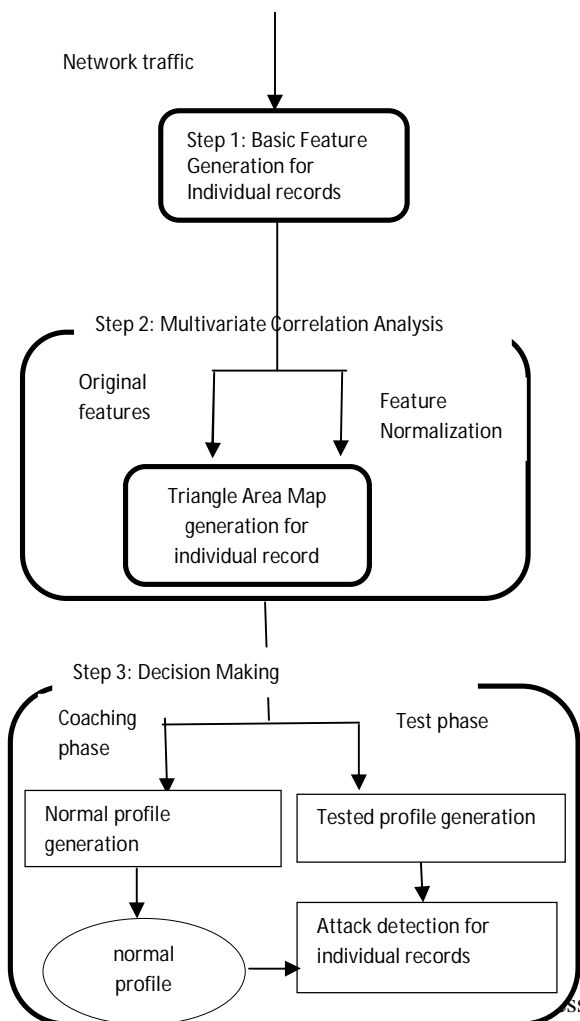 Network traffic
Step 1: Basic Feature
Generation for
Individual records
Step 2: Multivariate Correlation Analysis
Original
features
Feature
Normalization
Triangle Area Map
generation for
individual record
Step 3: Decision Making
Coaching
phase
Test phase
Normal profile
generation
Tested profile generation
normal
profile
Attack detection for
individual records